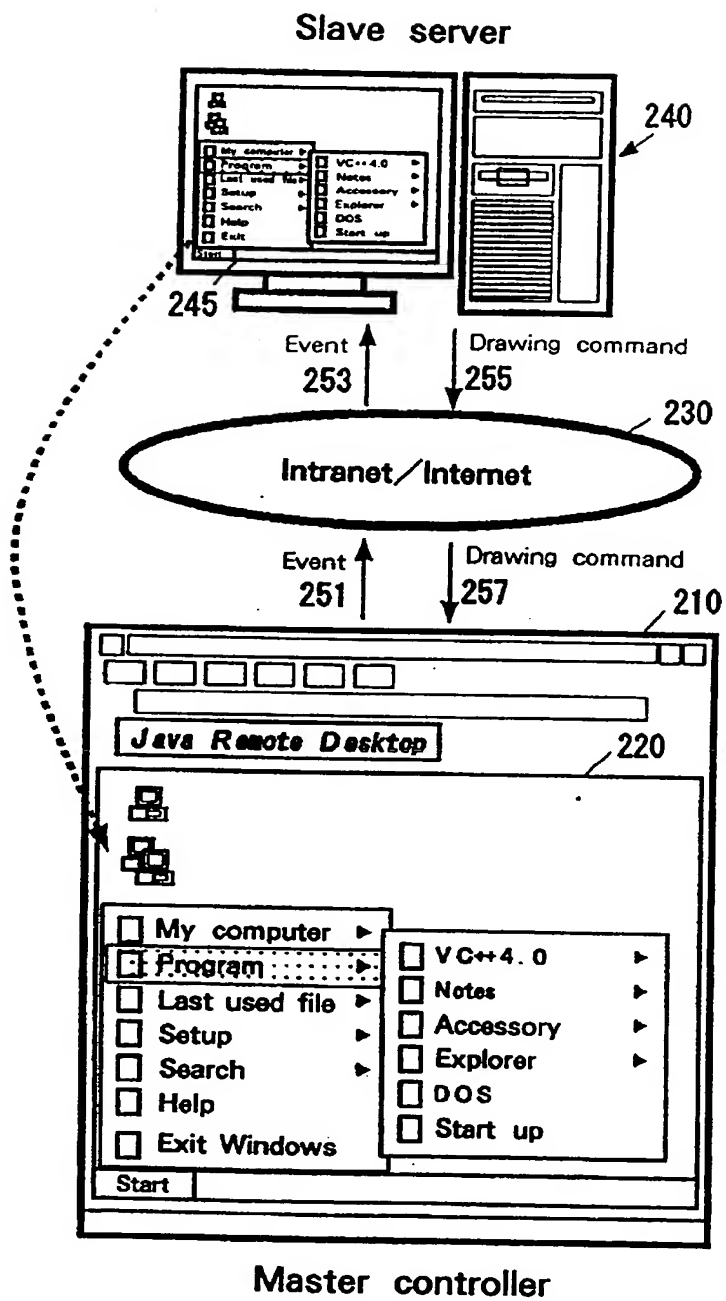 Slave server
240
My computer
Program
Last used file
Setup
Search
Help
Exit
Start
VC++4.0
Notes
Accessory
Explorer
DOS
Start up
245
Event
253
Drawing command
255
230
Intranet/Internet
Event
251
Drawing command
257
210
Java Remote Desktop
220
My computer
Program
Last used file
Setup
Search
Help
Exit Windows
Start
VC++4.0
Notes
Accessory
Explorer
DOS
Start up
Master controller